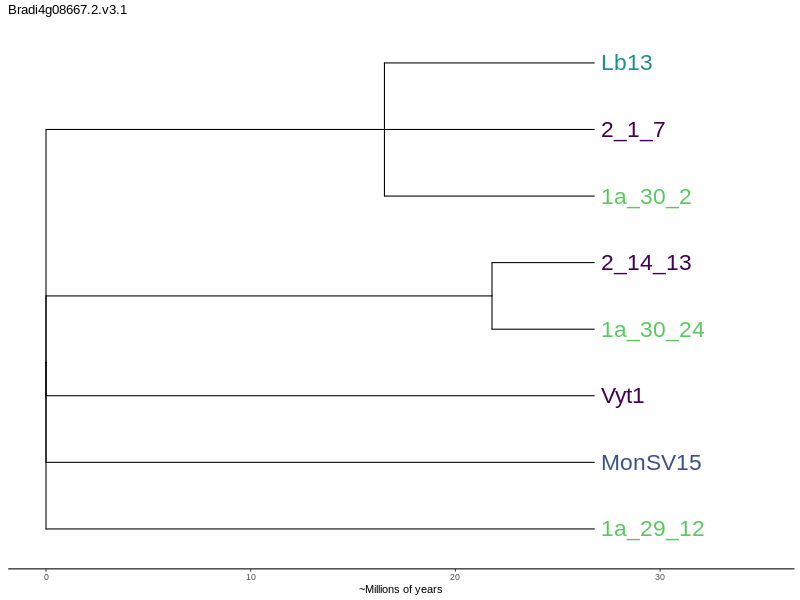 Bradi4g08667.2.v3.1
Lb13
2_1_7
1a_30_2
2_14_13
1a_30_24
Vyt1
MonSV15
1a_29_12
0 10 20 30
~Millions of years